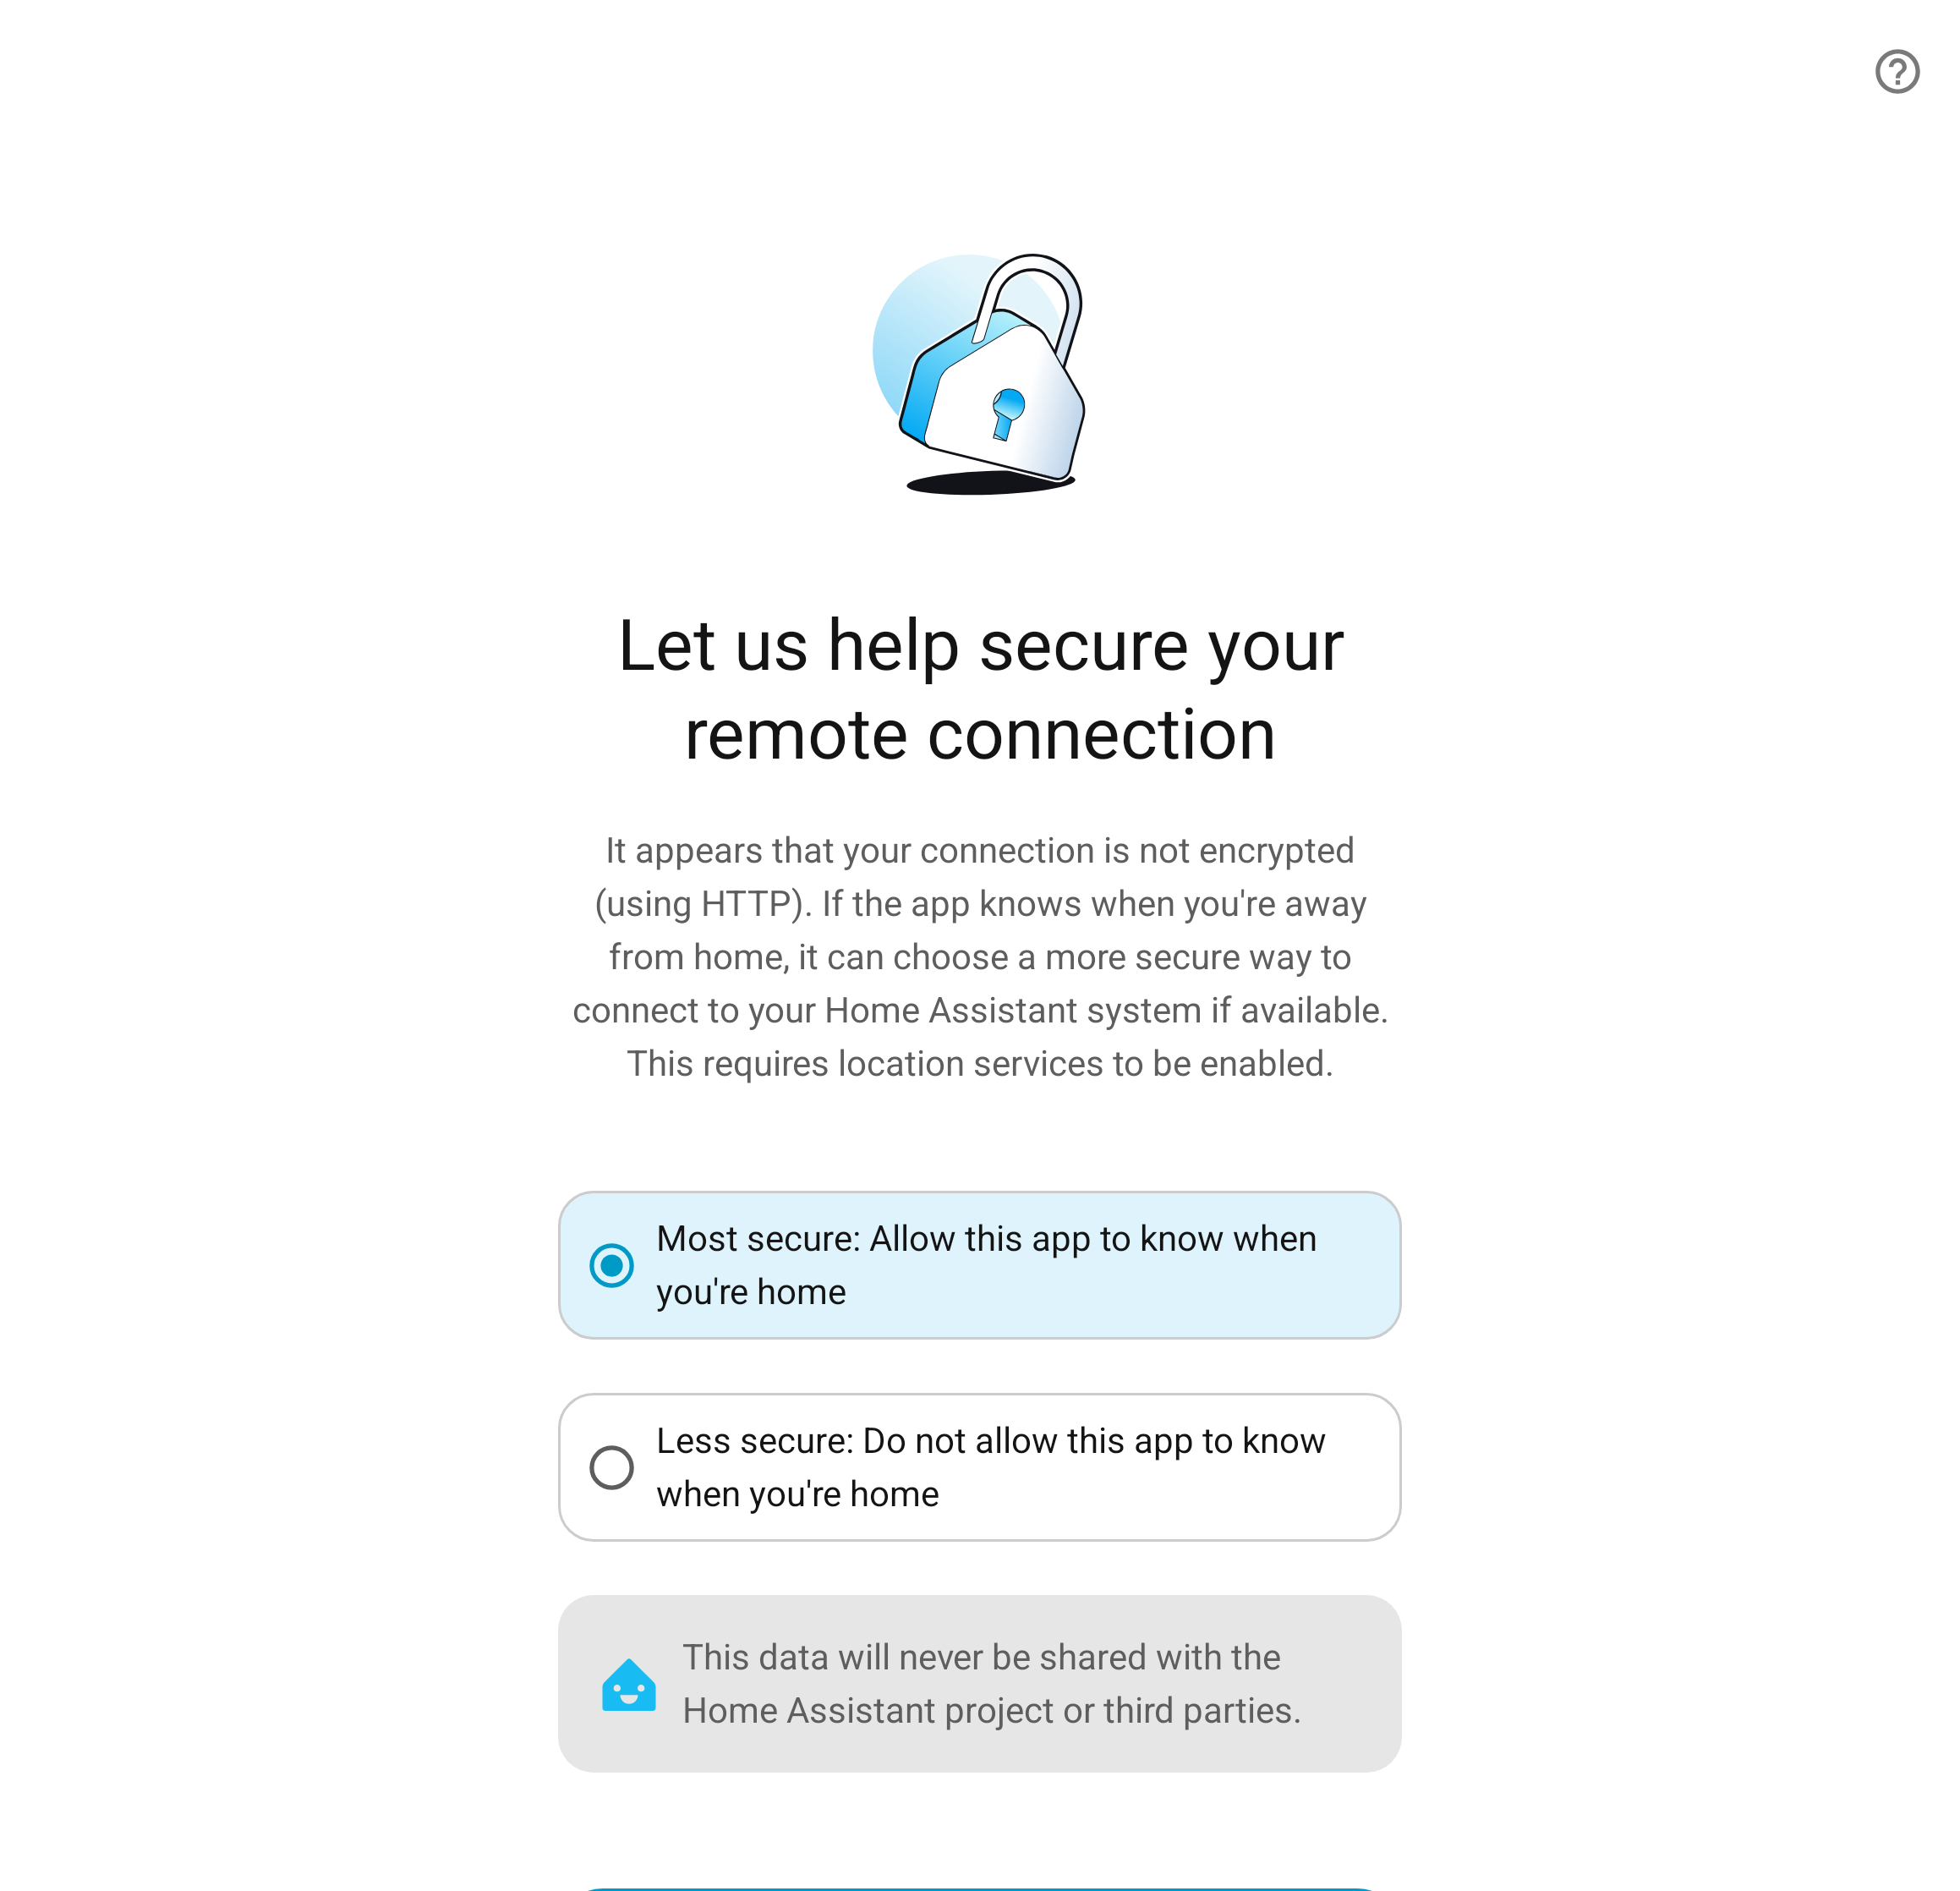 Let us help secure your
remote connection
It appears that your connection is not encrypted
(using HTTP). If the app knows when you're away
from home, it can choose a more secure way to
connect to your Home Assistant system if available.
This requires location services to be enabled.
Most secure: Allow this app to know when
you're home
Less secure: Do not allow this app to know
when you're home
This data will never be shared with the
Home Assistant project or third parties.